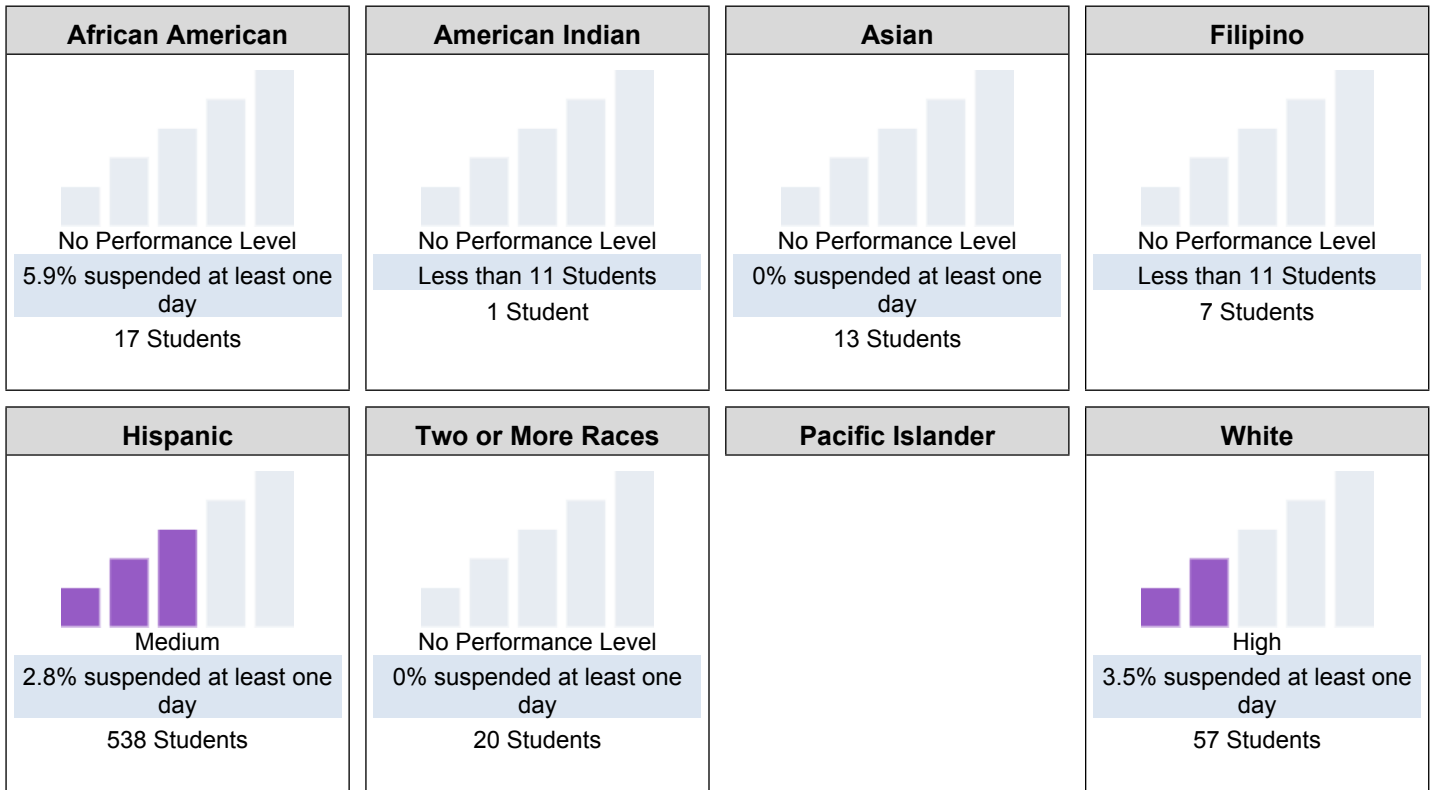 African American
No Performance Level
5.9% suspended at least one
day
17 Students
American Indian
No Performance Level
Less than 11 Students
1 Student
Asian
No Performance Level
0% suspended at least one
day
13 Students
Filipino
No Performance Level
Less than 11 Students
7 Students
Hispanic
Medium
2.8% suspended at least one
day
538 Students
Two or More Races
No Performance Level
0% suspended at least one
day
20 Students
Pacific Islander
White
High
3.5% suspended at least one
day
57 Students